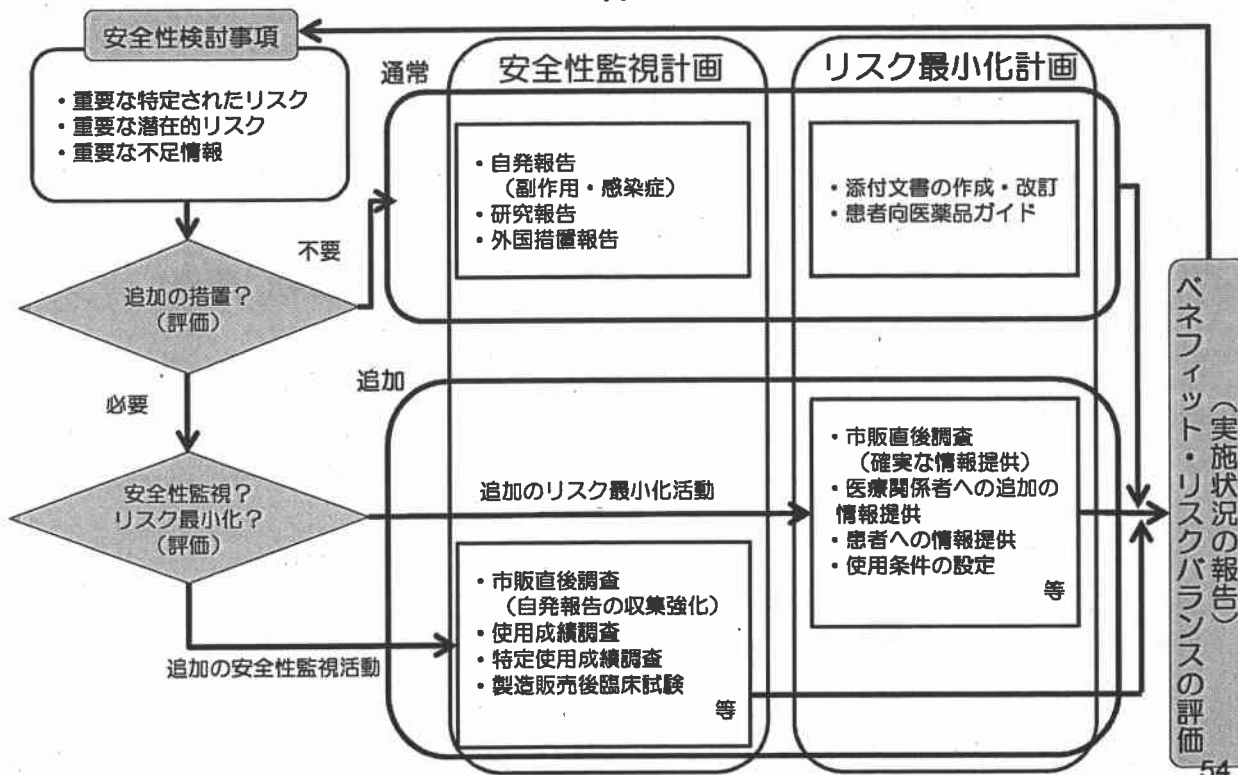 安全性検討事項
・重要な特定されたリスク
・重要な潜在的リスク
・重要な不足情報
通常
安全性監視計画
リスク最小化計画
・自発報告
（副作用・感染症）
・研究報告
・外国措置報告
・添付文書の作成・改訂
・患者向医薬品ガイド
不要
追加の措置？
（評価）
必要
追加
安全性監視？
リスク最小化？
（評価）
追加のリスク最小化活動
・市販直後調査
（確実な情報提供）
・医療関係者への追加の
情報提供
・患者への情報提供
・使用条件の設定
等
追加の安全性監視活動
・市販直後調査
（自発報告の収集強化）
・使用成績調査
・特定使用成績調査
・製造販売後臨床試験
等
ベネフィット・リスクバランスの評価
（実施状況の報告）
54